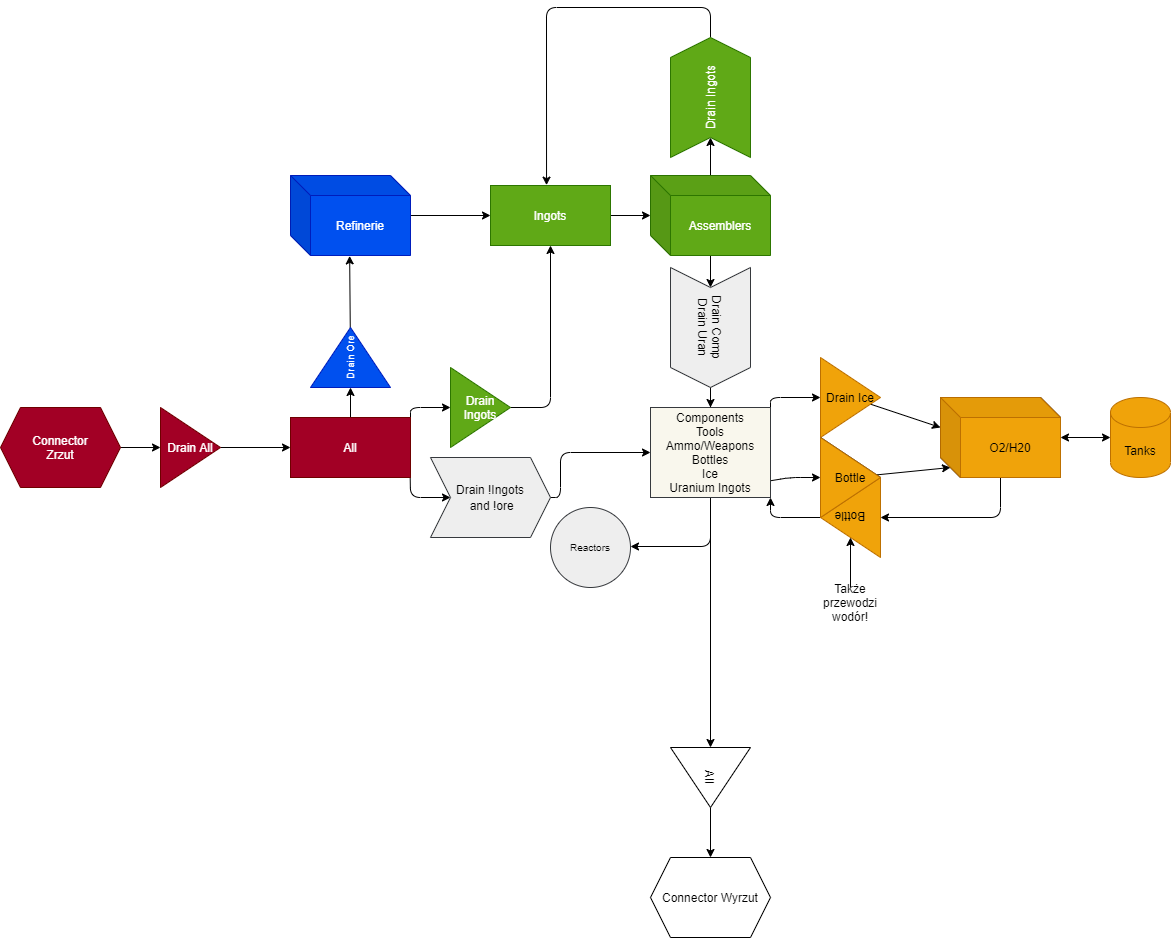 Drain Ingots
Refinerie
Ingots
Assemblers
Drain Comp
Drain Uran
Drain Ore
Drain
Ingots
Connector
Zrzut
Drain All
All
Drain !Ingots
and !ore
Components
Tools
Ammo/Weapons
Bottles
Ice
Uranium Ingots
Drain Ice
Bottle
Bottle
O2/H20
Tanks
Reactors
Także
przewodzi
wodór!
All
Connector Wyrzut